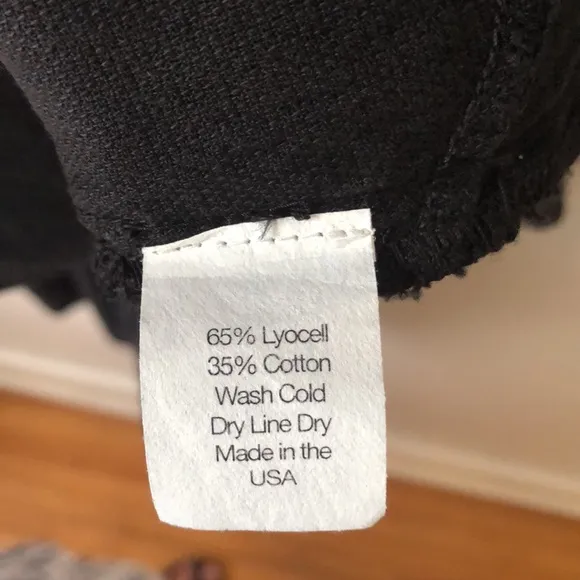 65% Lyocell
35% Cotton
Wash Cold
Dry Line Dry
Made in the
USA